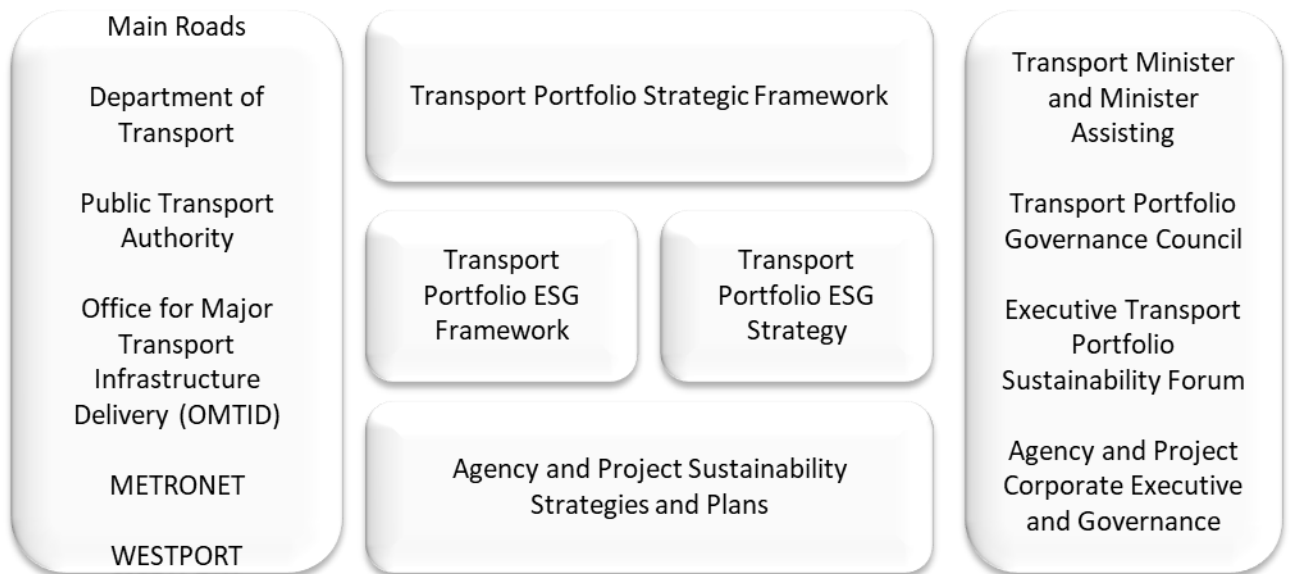 Main Roads
Department of
Transport
Public Transport
Authority
Office for Major
Transport
Infrastructure
Delivery (OMTID)
METRONET
WESTPORT
Transport Portfolio Strategic Framework
Transport
Portfolio ESG
Framework
Transport
Portfolio ESG
Strategy
Agency and Project Sustainability
Strategies and Plans
Transport Minister
and Minister
Assisting
Transport Portfolio
Governance Council
Executive Transport
Portfolio
Sustainability Forum
Agency and Project
Corporate Executive
and Governance